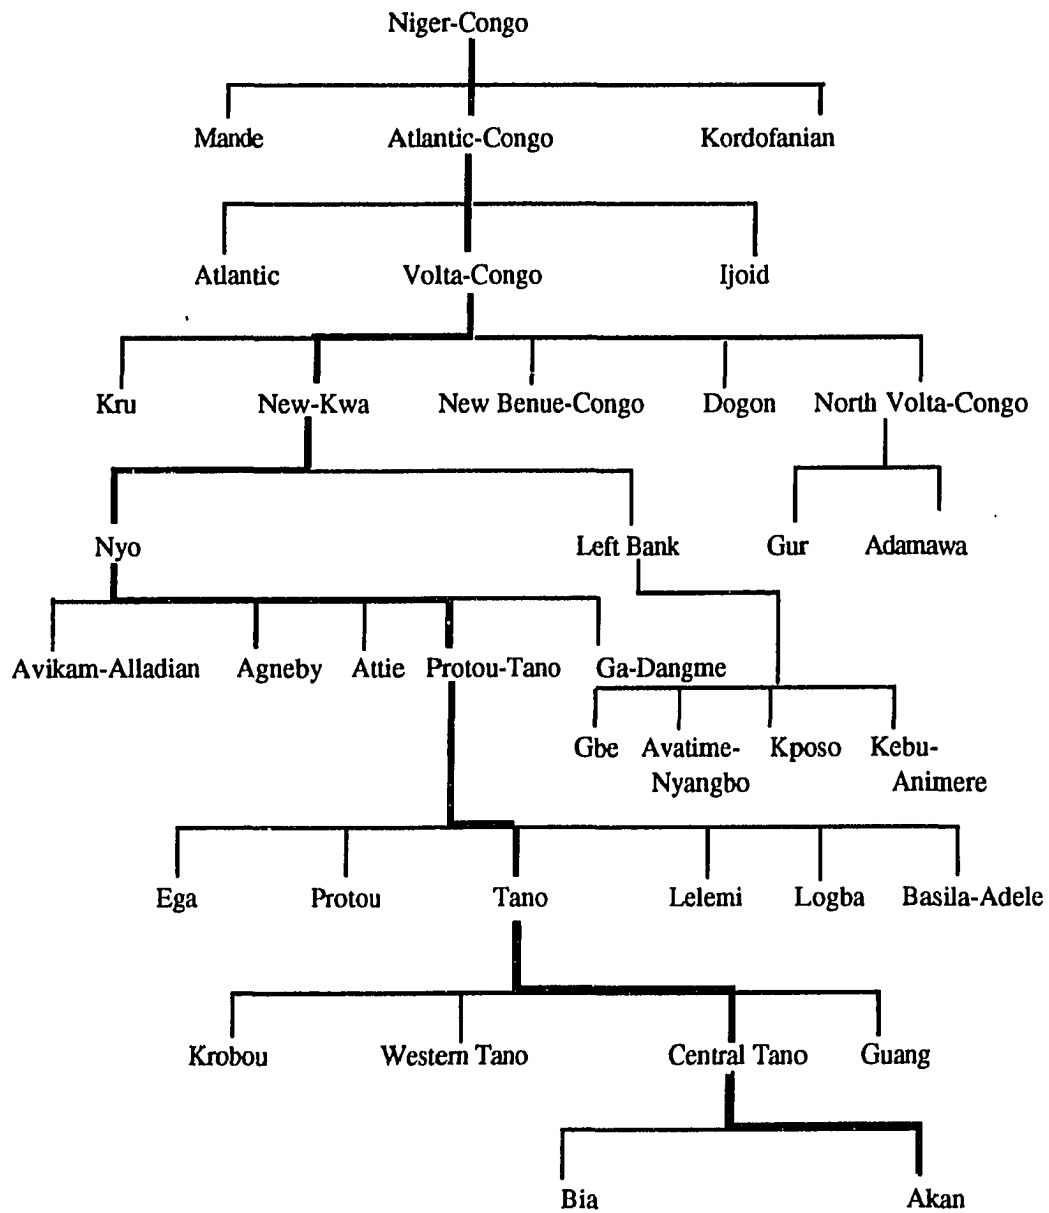 Niger-Congo
Mande Atlantic-Congo Kordofanian
Atlantic Volta-Congo Ijoid
Kru New-Kwa New Benue-Congo Dogon North Volta-Congo
Nyo Left Bank Gur Adamawa
Avikam-Alladian Agneby Attie Protou-Tano Ga-Dangme
Gbe Avatime- Kposo Kebu-
Nyangbo Animere
Ega Protou Tano Lelemi Logba Basila-Adele
Krobou Western Tano Central Tano Guang
Bia Akan